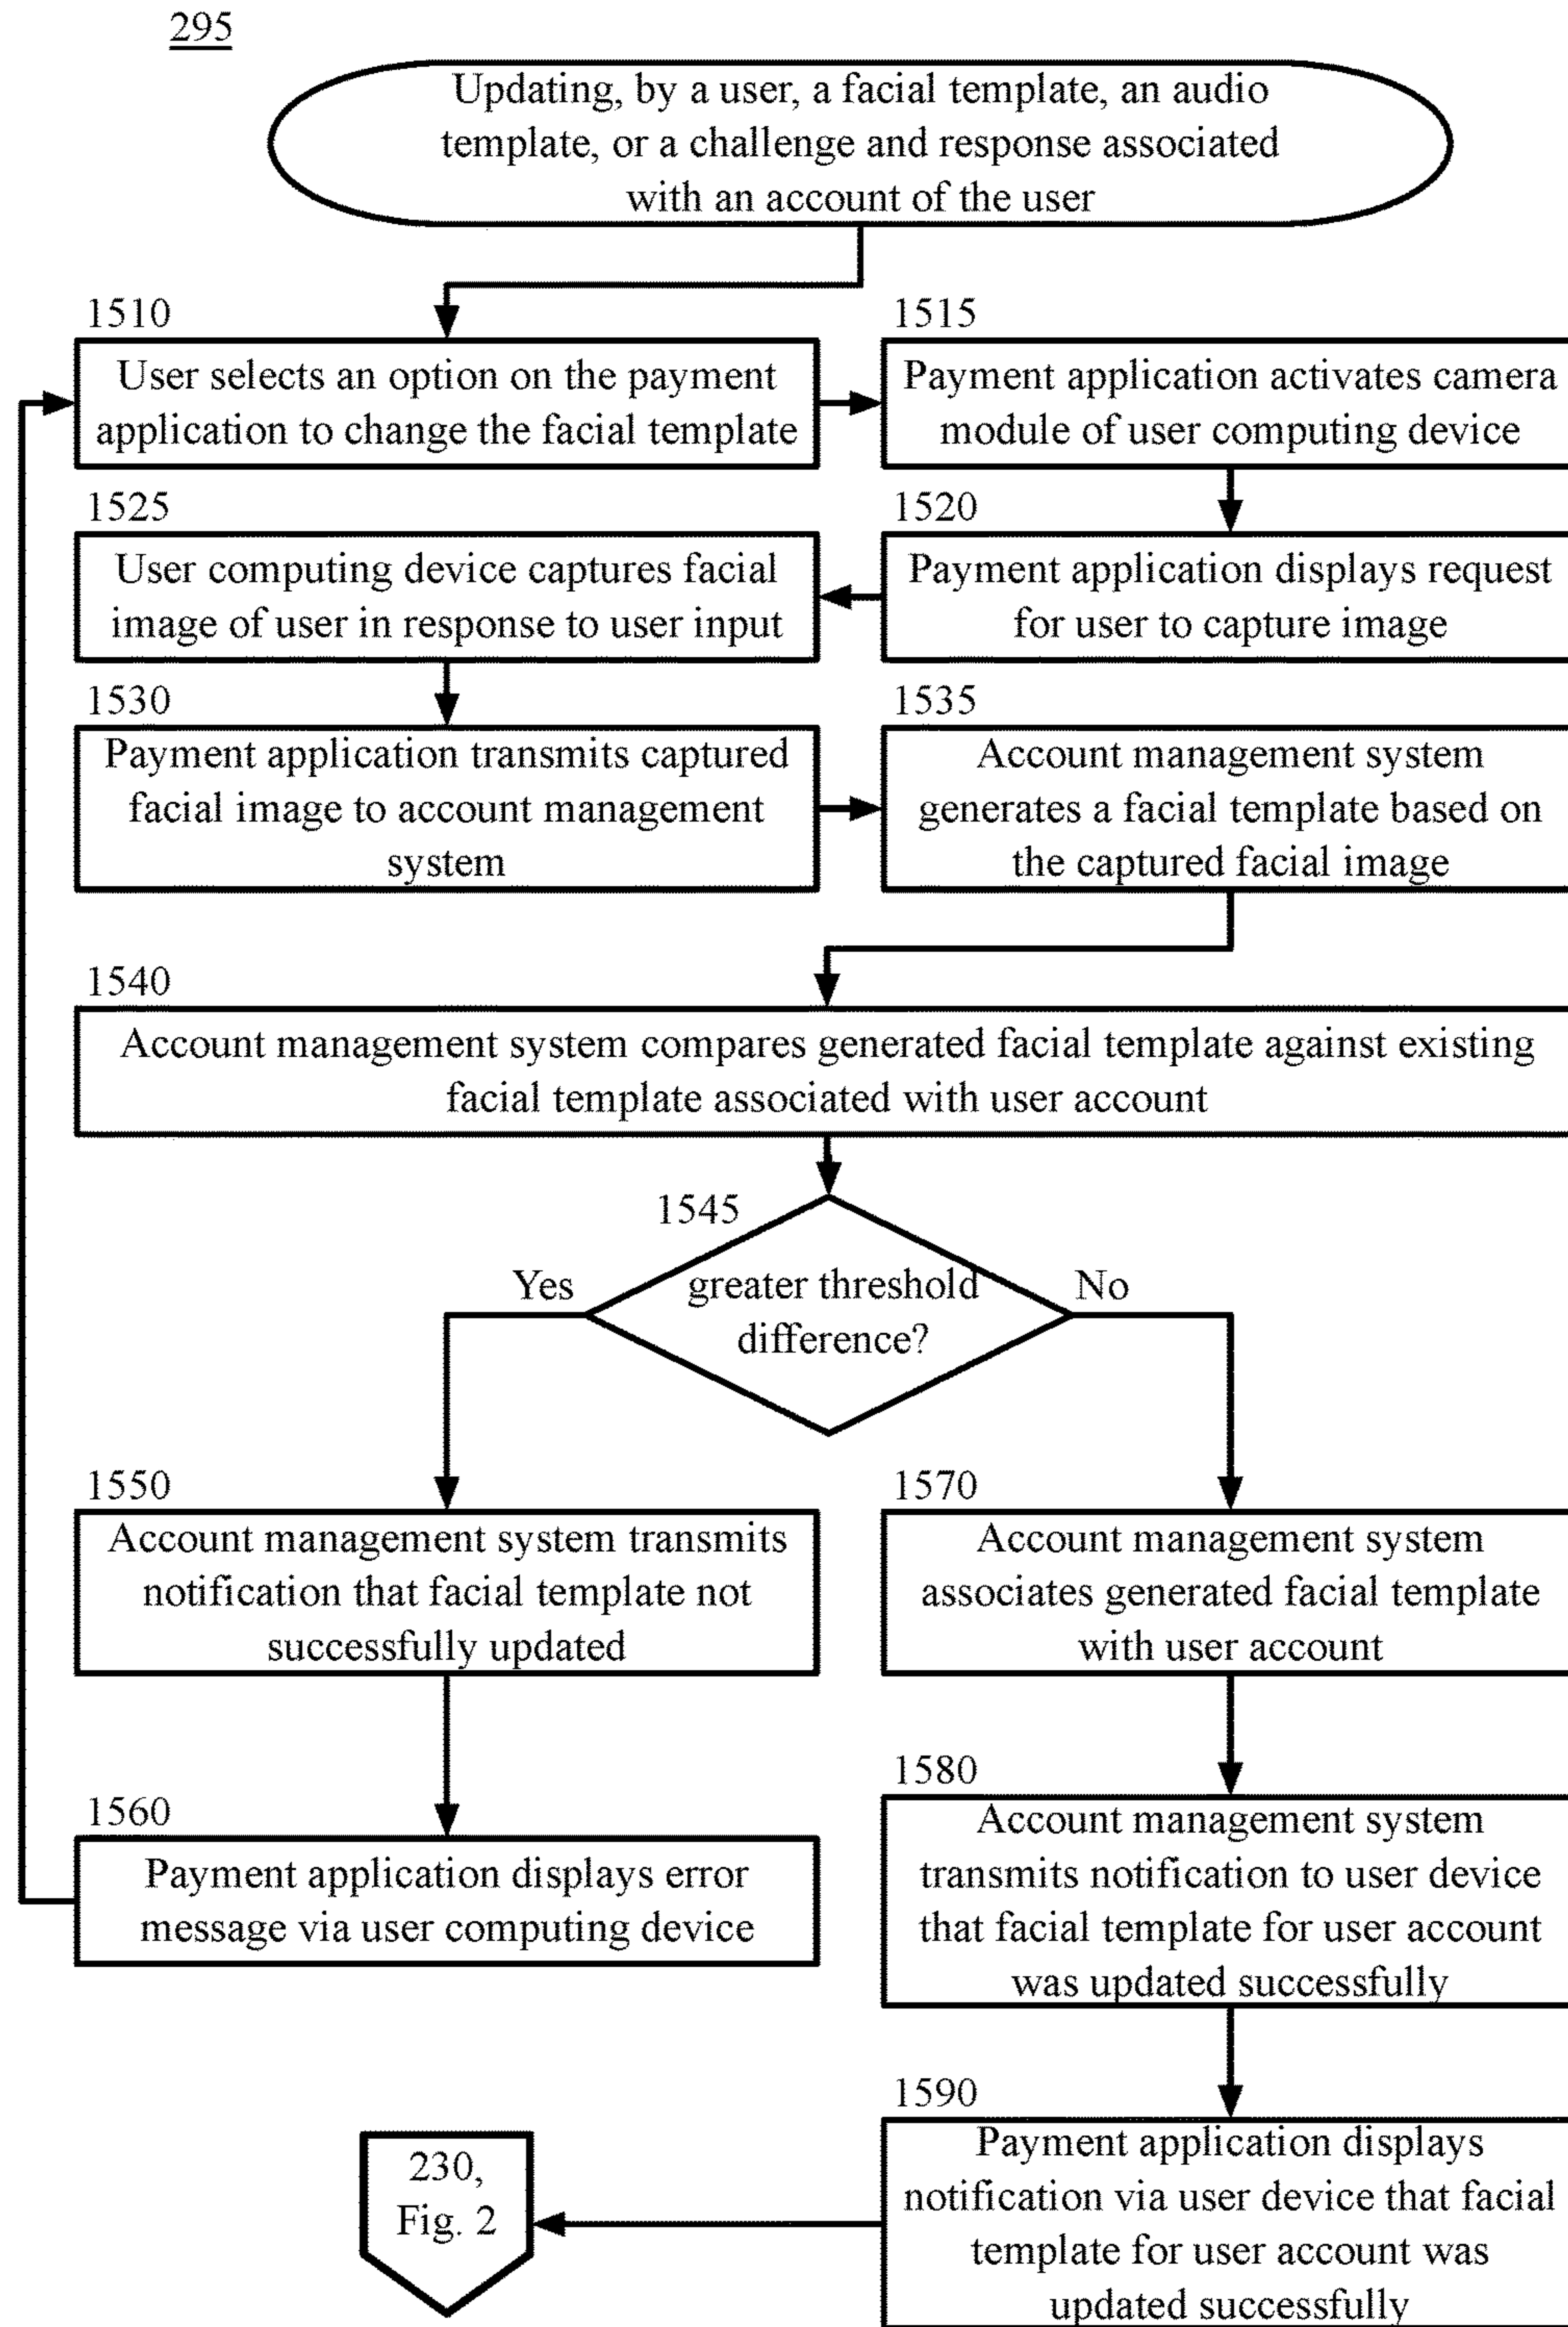 295
Updating, by a user, a facial template, an audio
template, or a challenge and response associated
with an account of the user
1510
User selects an option on the payment
application to change the facial template
1515
Payment application activates camera
module of user computing device
1525
User computing device captures facial
image of user in response to user input
1520
Payment application displays request
for user to capture image
1530
Payment application transmits captured
facial image to account management
system
1535
Account management system
generates a facial template based on
the captured facial image
1540
Account management system compares generated facial template against existing
facial template associated with user account
1545
greater threshold
difference?
Yes
No
1550
Account management system transmits
notification that facial template not
successfully updated
1570
Account management system
associates generated facial template
with user account
1560
Payment application displays error
message via user computing device
1580
Account management system
transmits notification to user device
that facial template for user account
was updated successfully
1590
Payment application displays
notification via user device that facial
template for user account was
updated successfully
230,
Fig. 2